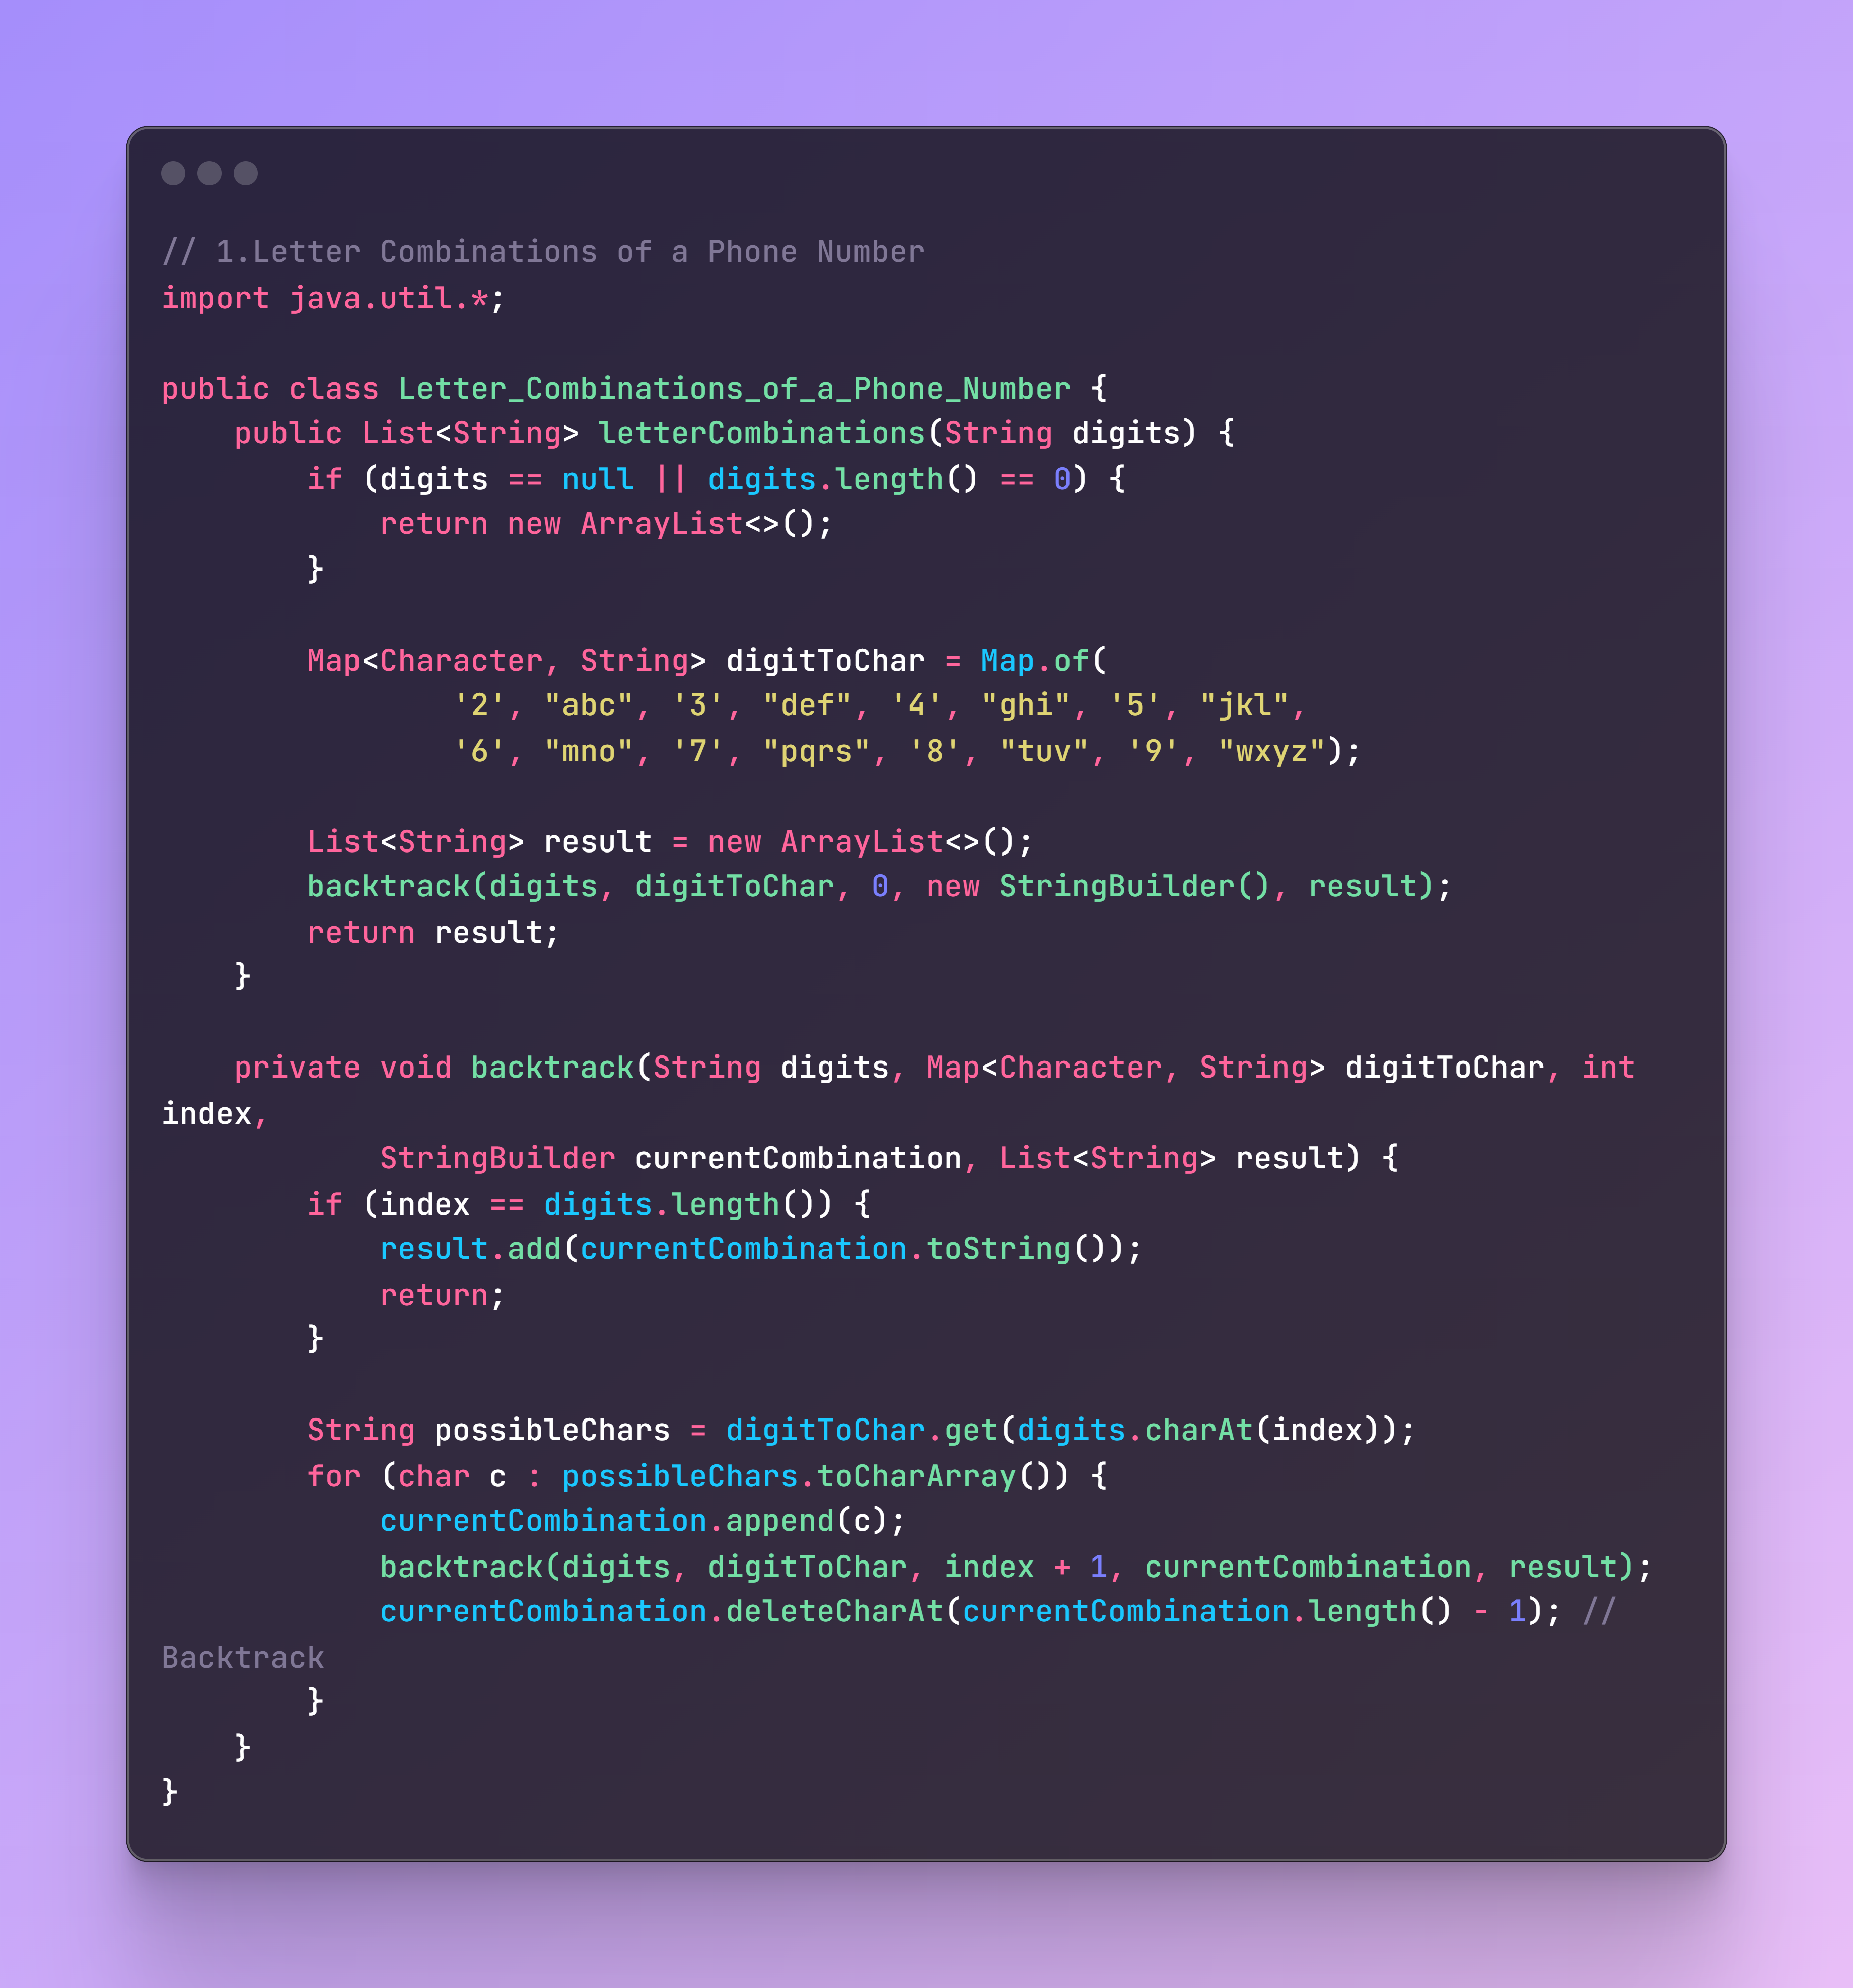 // 1.Letter Combinations of a Phone Number
import java.util.*;

public class Letter_Combinations_of_a_Phone_Number {
    public List<String> letterCombinations(String digits) {
        if (digits == null || digits.length() == 0) {
            return new ArrayList<>();
        }

        Map<Character, String> digitToChar = Map.of(
                '2', "abc", '3', "def", '4', "ghi", '5', "jkl",
                '6', "mno", '7', "pqrs", '8', "tuv", '9', "wxyz");

        List<String> result = new ArrayList<>();
        backtrack(digits, digitToChar, 0, new StringBuilder(), result);
        return result;
    }

    private void backtrack(String digits, Map<Character, String> digitToChar, int
index,
            StringBuilder currentCombination, List<String> result) {
        if (index == digits.length()) {
            result.add(currentCombination.toString());
            return;
        }

        String possibleChars = digitToChar.get(digits.charAt(index));
        for (char c : possibleChars.toCharArray()) {
            currentCombination.append(c);
            backtrack(digits, digitToChar, index + 1, currentCombination, result);
            currentCombination.deleteCharAt(currentCombination.length() - 1); //
Backtrack
        }
    }
}